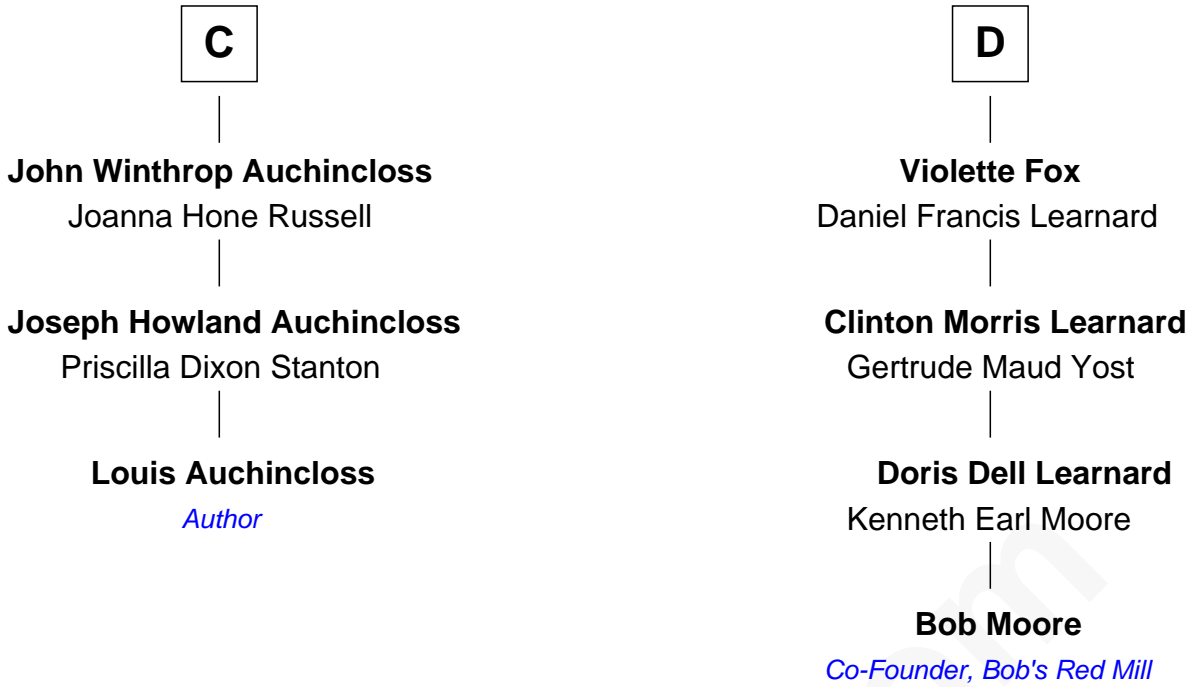 C
John Winthrop Auchincloss
Joanna Hone Russell
Joseph Howland Auchincloss
Priscilla Dixon Stanton
Louis Auchincloss
Author
D
Violette Fox
Daniel Francis Learnard
Clinton Morris Learnard
Gertrude Maud Yost
Doris Dell Learnard
Kenneth Earl Moore
Bob Moore
Co-Founder, Bob's Red Mill